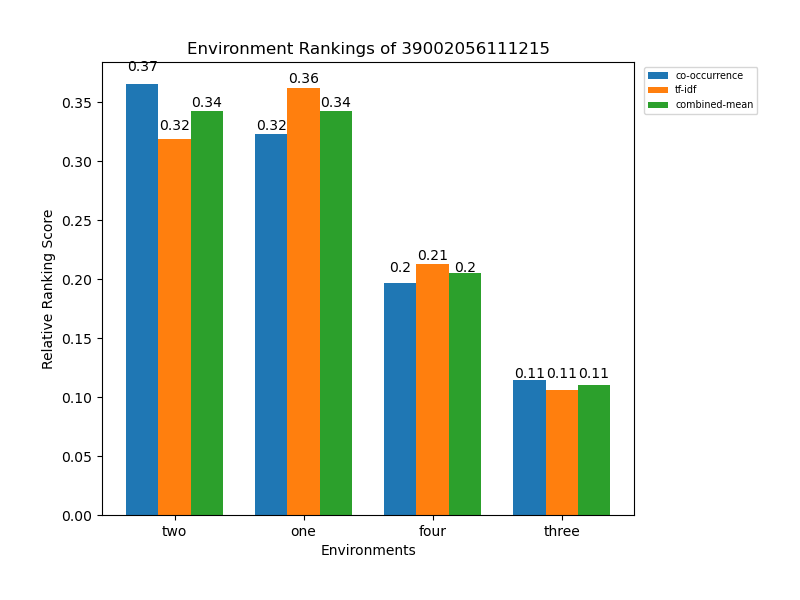 Environment Rankings of 39002056111215
co-occurrence
tf-idf
combined-mean
0.37
0.32
0.34
0.32
0.36
0.34
0.2
0.21
0.2
0.11
0.11
0.11
0.35
0.30
0.25
0.20
0.15
0.10
0.05
0.00
Relative Ranking Score
two one four three
Environments